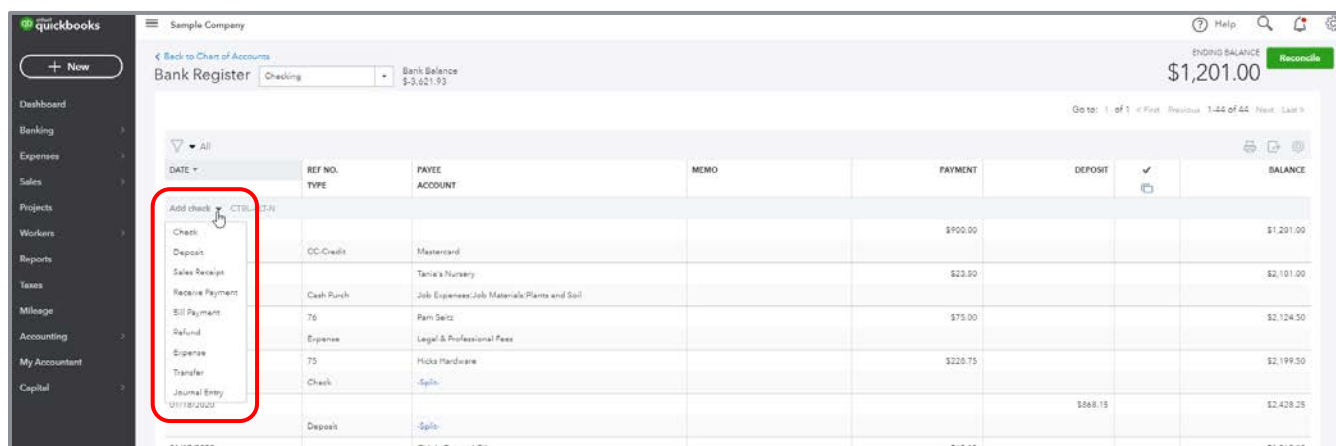 intuit quickbooks
Sample Company
Help
+ New
Dashboard
Banking
Expenses
Sales
Projects
Workers
Reports
Taxes
Mileage
Accounting
My Accountant
Capital
< Back to Chart of Accounts
Bank Register Checking Bank Balance
$-3,621.93
ENDING BALANCE
$1,201.00
Reconcile
Go to: 1 of 1 < First Previous 1-44 of 44 Next Last >
All
DATE REF NO. PAYEE MEMO PAYMENT DEPOSIT ✓ BALANCE
TYPE ACCOUNT
Add check
Check
Deposit
Sales Receipt
Receive Payment
Bill Payment
Refund
Expense
Transfer
Journal Entry
$900.00 $1,201.00
CC-Credit Mastercard
Tania's Nursery $23.50 $2,101.00
Cash Purch Job Expenses:Job Materials:Plants and Soil
76 Pam Seitz $75.00 $2,124.50
Expense Legal & Professional Fees
75 Hicks Hardware $228.75 $2,199.50
Check -Split-
01/18/2020 $868.15 $2,428.25
Deposit -Split-